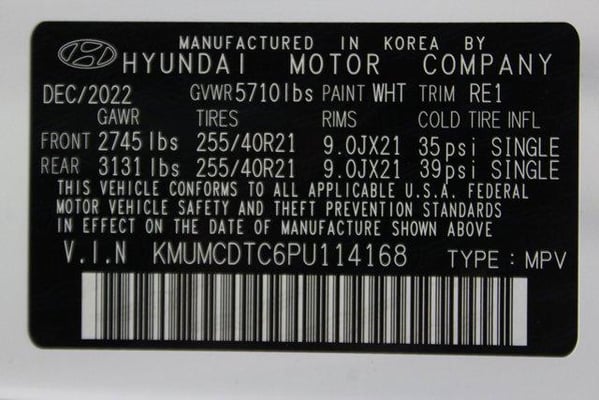 MANUFACTURED IN KOREA BY
HYUNDAI MOTOR COMPANY
DEC/2022 GVWR 5710lbs PAINT WHT TRIM RE1
GAWR TIRES RIMS COLD TIRE INFL
FRONT 2745 lbs 255/40R21 9.0JX21 35psi SINGLE
REAR 3131 lbs 255/40R21 9.0JX21 39psi SINGLE
THIS VEHICLE CONFORMS TO ALL APPLICABLE U.S.A. FEDERAL
MOTOR VEHICLE SAFETY AND THEFT PREVENTION STANDARDS
IN EFFECT ON THE DATE OF MANUFACTURE SHOWN ABOVE
V.I.N KMUMCDTC6PU114168 TYPE : MPV